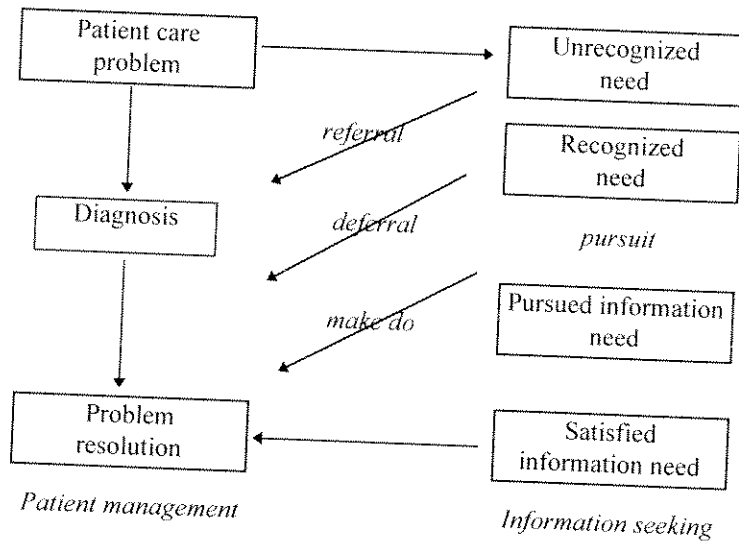 Patient care
problem
Unrecognized
need
referral
Recognized
need
Diagnosis
deferral
pursuit
make do
Pursued information
need
Problem
resolution
Satisfied
information need
Patient management
Information seeking